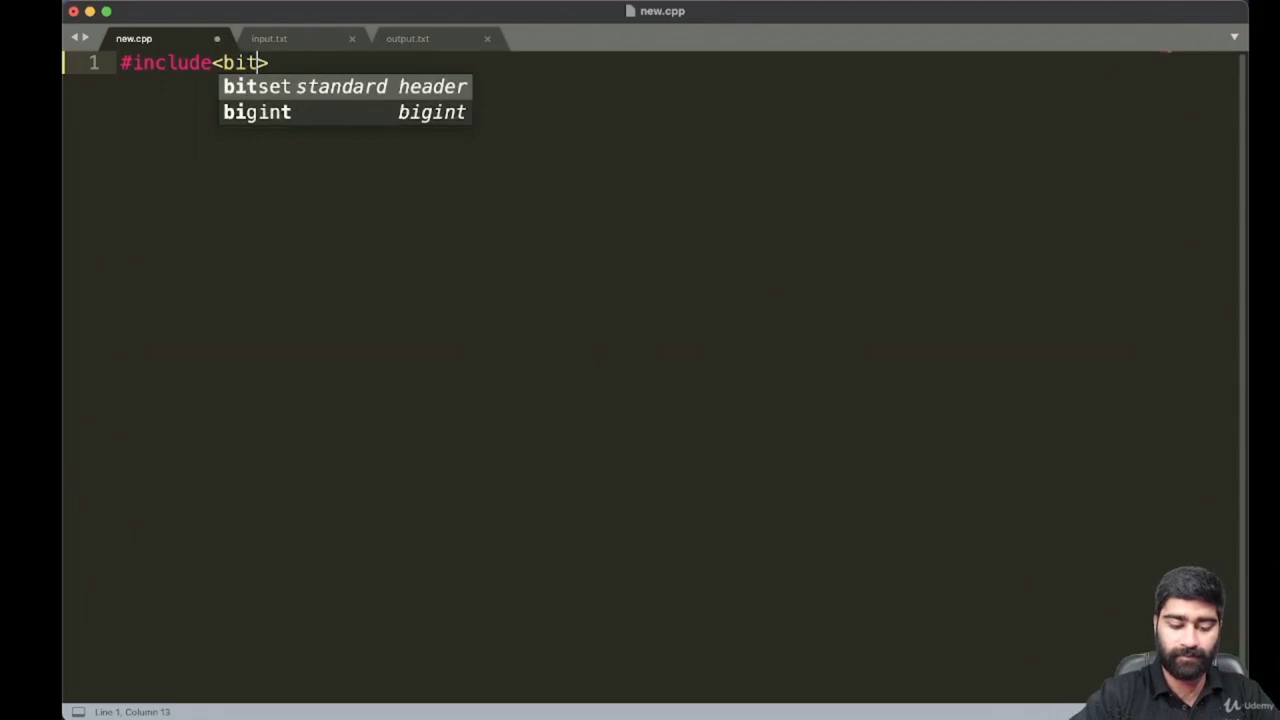 new.cpp
new.cpp
input.txt
output.txt
1 #include<bit>
bitset standard header
bigint bigint
Line 1, Column 13
Udemy